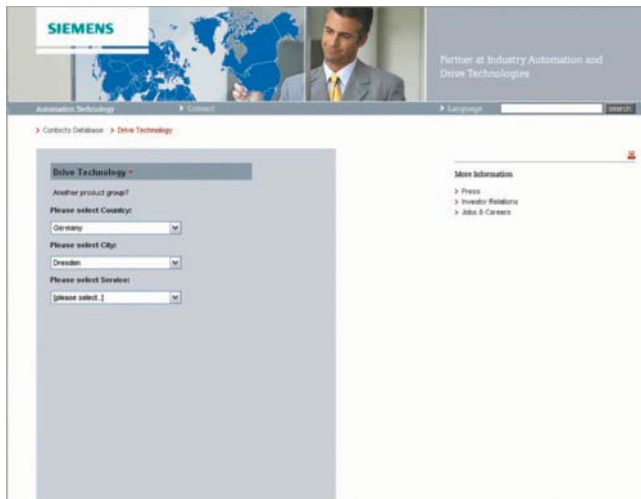 SIEMENS
Partner at Industry Automation and
Drive Technologies
Automation Technology
Contact
Language
search
Contacts Database
Drive Technology
Drive Technology
Another product group?
Please select Country:
Germany
Please select City:
Dresden
Please select Service:
[please select..]
More Information
Press
Investor Relations
Jobs & Careers